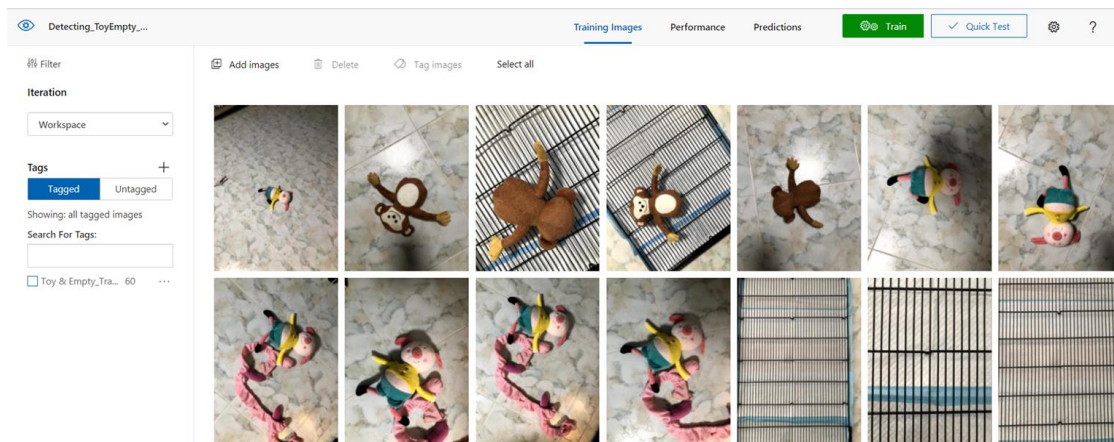 Detecting_ToyEmpty_...
Training Images
Performance
Predictions
Train
Quick Test
?
Filter
Iteration
Workspace
Tags
Tagged
Untagged
Showing: all tagged images
Search For Tags:
Toy & Empty_Tra... 60 ...
Add images
Delete
Tag images
Select all